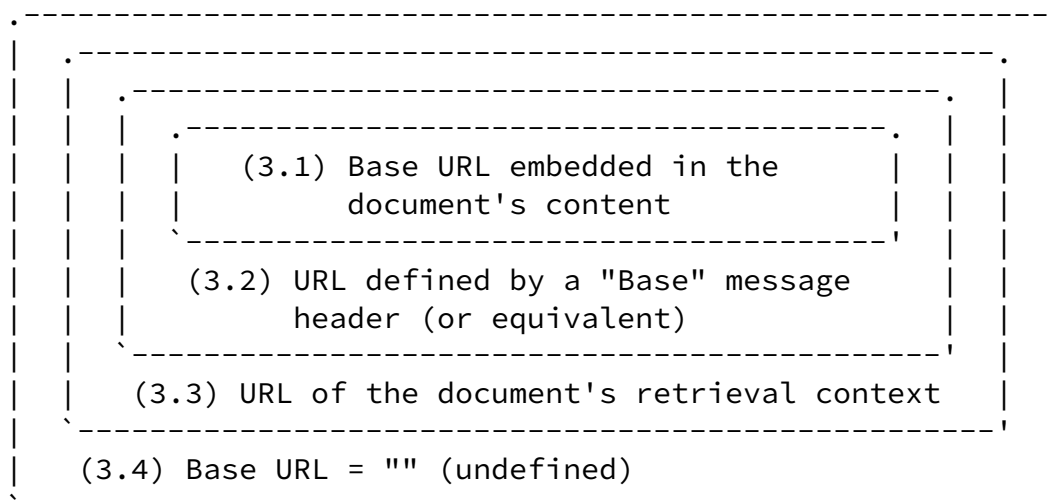 (3.1) Base URL embedded in the
document's content
(3.2) URL defined by a "Base" message
header (or equivalent)
(3.3) URL of the document's retrieval context
(3.4) Base URL = "" (undefined)